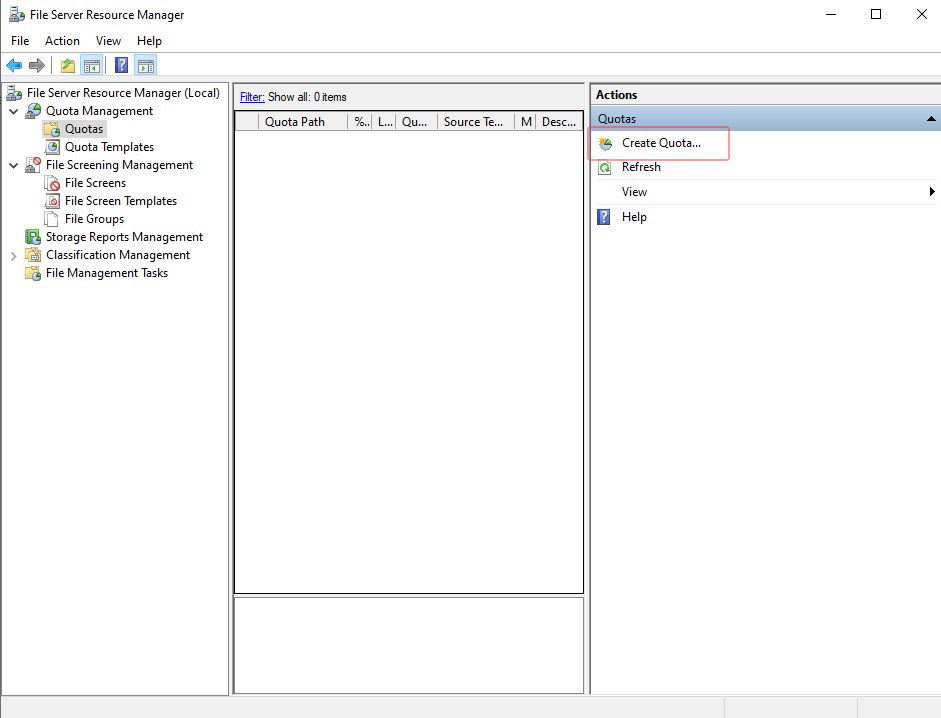 File Server Resource Manager
File Action View Help
File Server Resource Manager (Local)
Quota Management
Quotas
Quota Templates
File Screening Management
File Screens
File Screen Templates
File Groups
Storage Reports Management
Classification Management
File Management Tasks
Filter: Show all: 0 items
Quota Path %.. L... Qu... Source Te... M Desc...
Actions
Quotas
Create Quota...
Refresh
View
Help